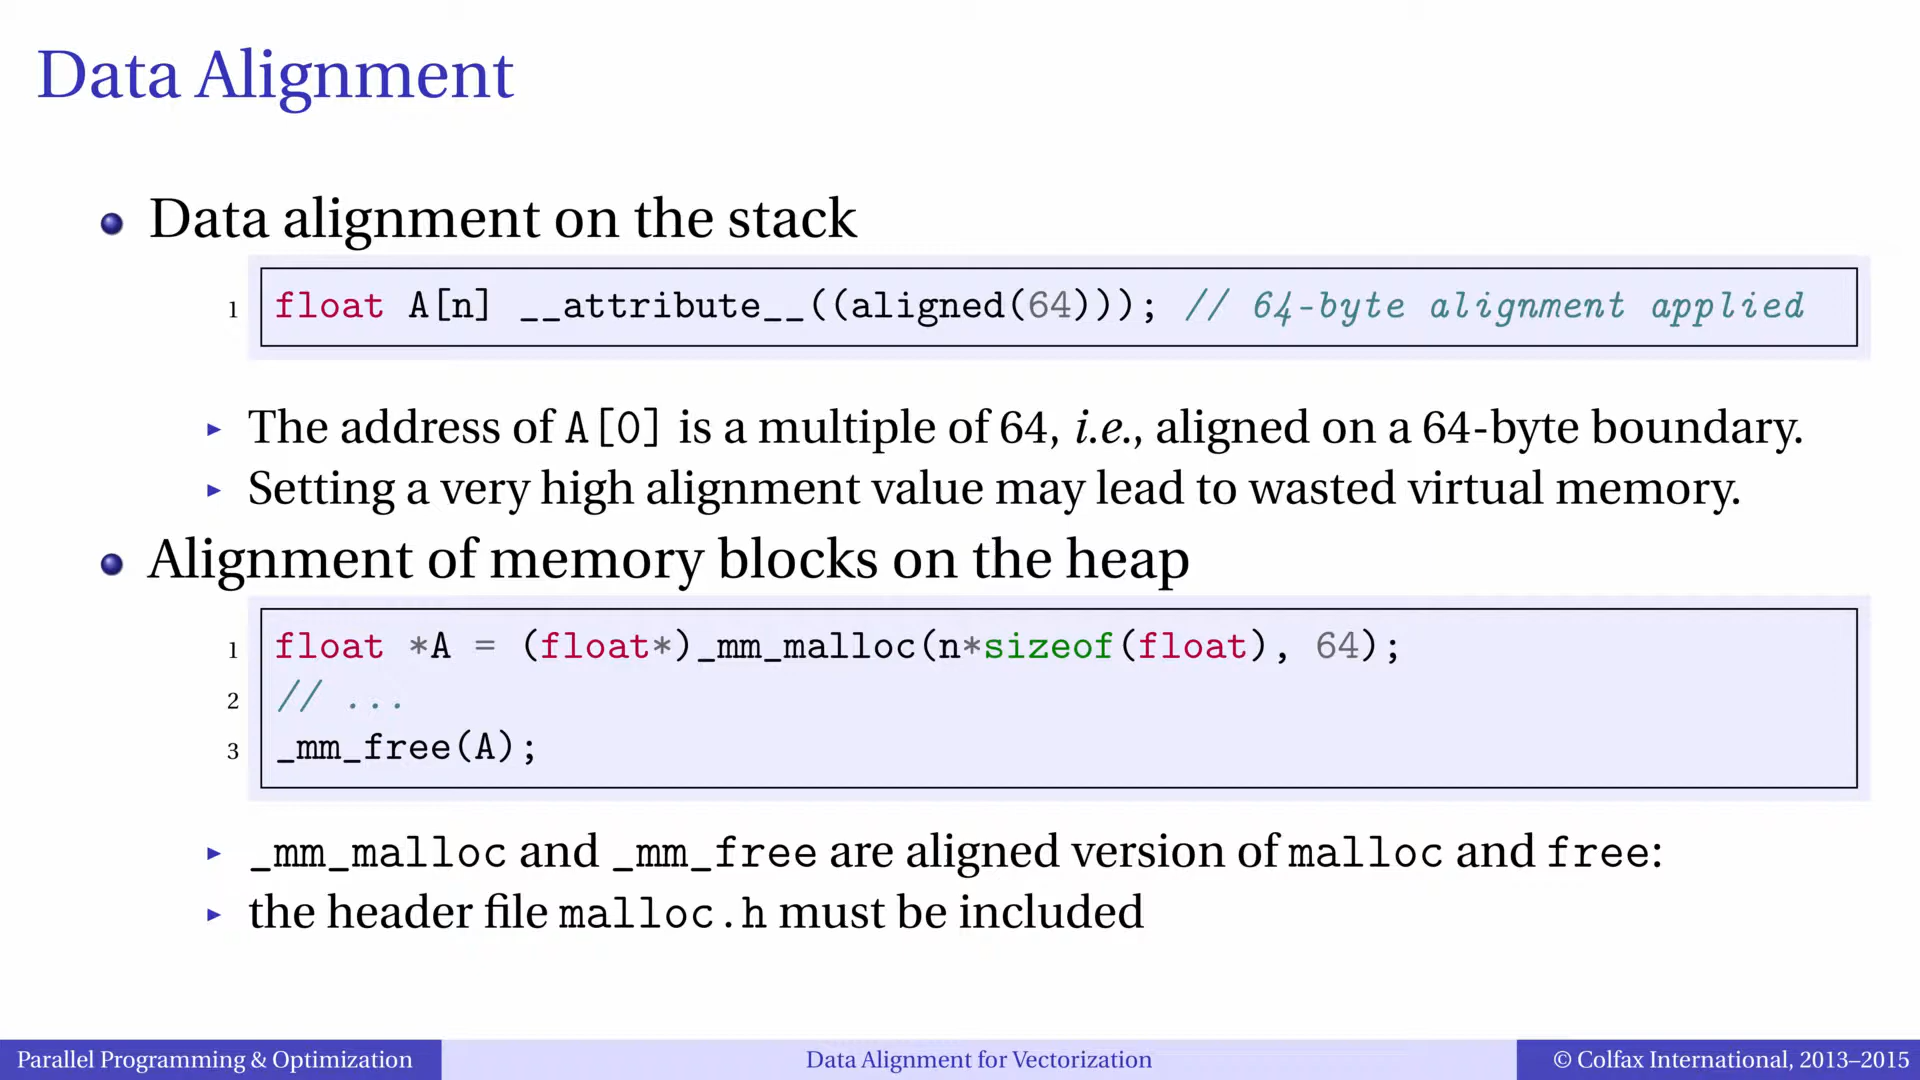 Data Alignment
Data alignment on the stack
1 float A[n] __attribute__((aligned(64))); // 64-byte alignment applied
The address of A[0] is a multiple of 64, i.e., aligned on a 64-byte boundary.
Setting a very high alignment value may lead to wasted virtual memory.
Alignment of memory blocks on the heap
1 float *A = (float*)_mm_malloc(n*sizeof(float), 64);
2 // ...
3 _mm_free(A);
_mm_malloc and _mm_free are aligned version of malloc and free:
the header file malloc.h must be included
Parallel Programming & Optimization Data Alignment for Vectorization © Colfax International, 2013–2015